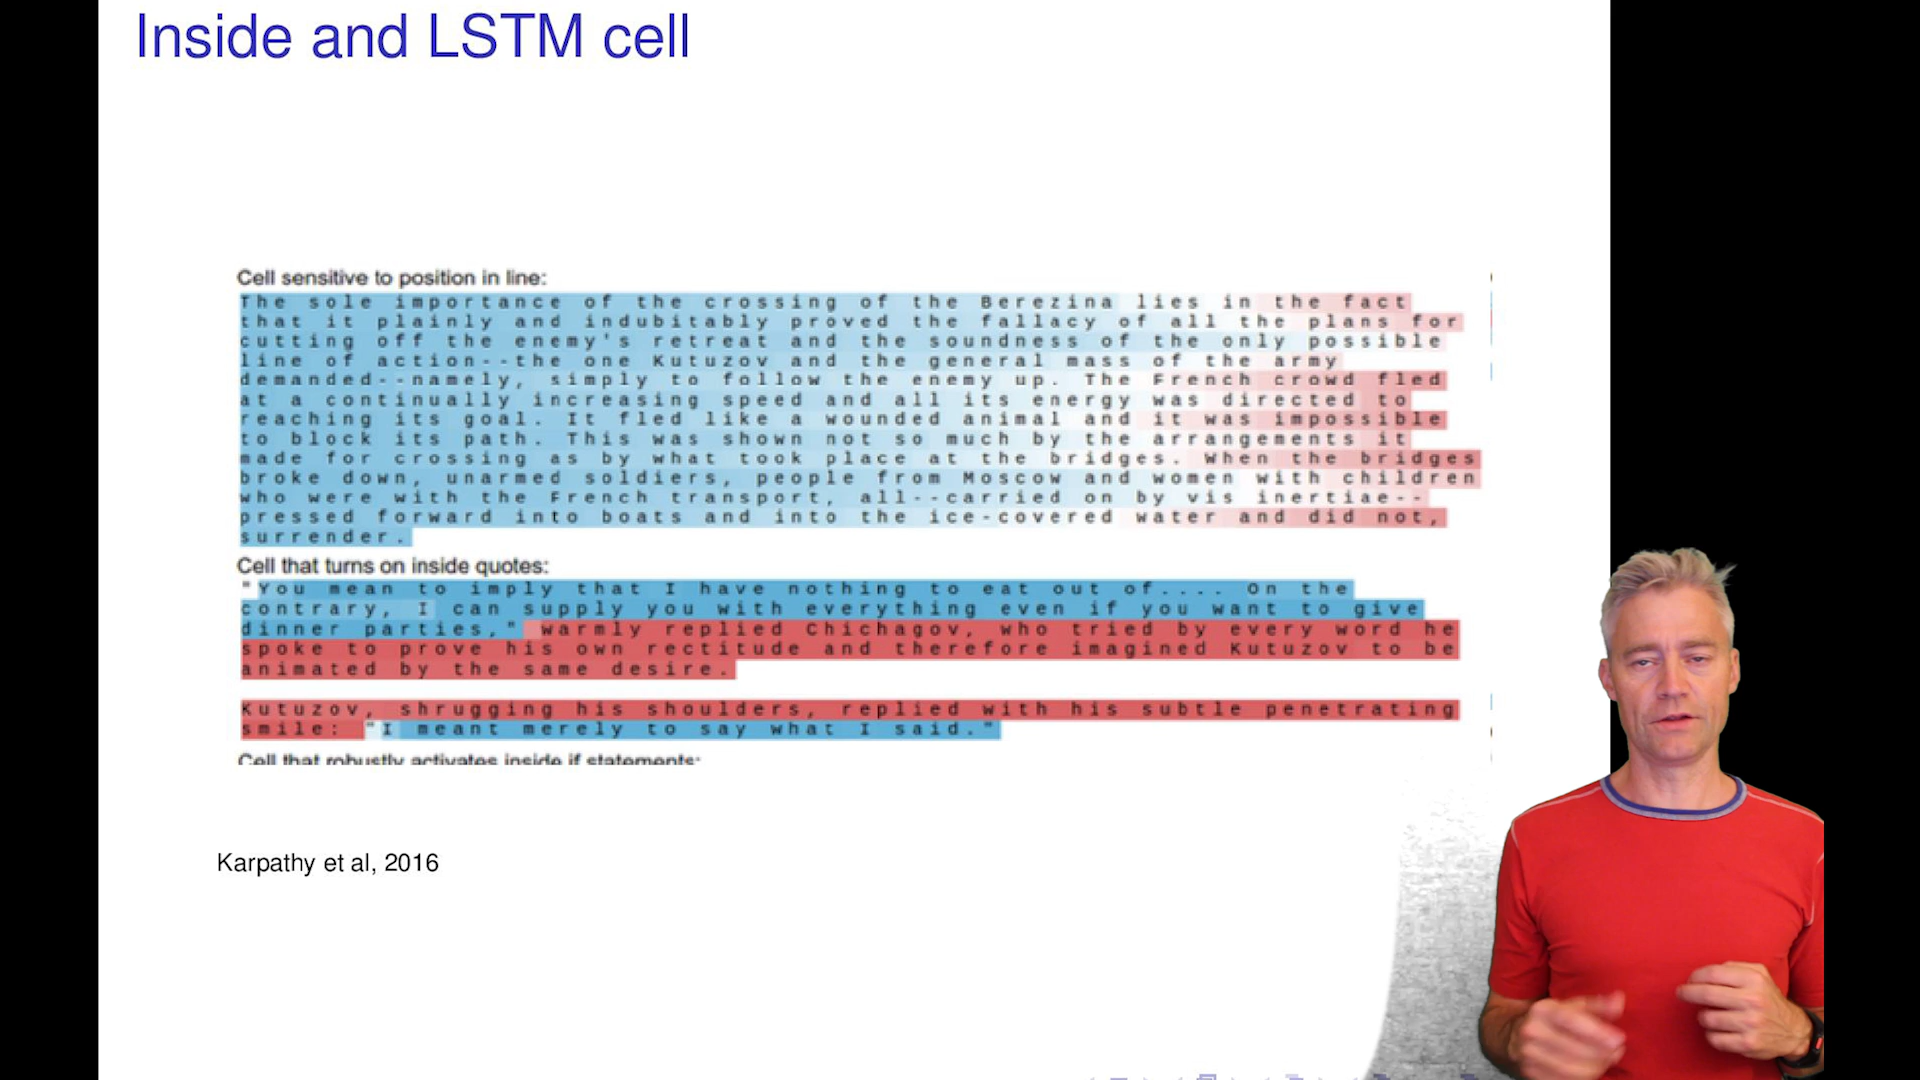 Inside and LSTM cell
Cell sensitive to position in line:
The sole importance of the crossing of the Berezina lies in the fact
that it plainly and indubitably proved the fallacy of all the plans for
cutting off the enemy's retreat and the soundness of the only possible
line of action--the one Kutuzov and the general mass of the army
demanded--namely, simply to follow the enemy up. The French crowd fled
at a continually increasing speed and all its energy was directed to
reaching its goal. It fled like a wounded animal and it was impossible
to block its path. This was shown not so much by the arrangements it
made for crossing as by what took place at the bridges. When the bridges
broke down, unarmed soldiers, people from Moscow and women with children
who were with the French transport, all--carried on by vis inertiae--
pressed forward into boats and into the ice-covered water and did not,
surrender.
Cell that turns on inside quotes:
"You mean to imply that I have nothing to eat out of.... On the
contrary, I can supply you with everything even if you want to give
dinner parties," warmly replied Chichagov, who tried by every word he
spoke to prove his own rectitude and therefore imagined Kutuzov to be
animated by the same desire.
Kutuzov, shrugging his shoulders, replied with his subtle penetrating
smile: "I meant merely to say what I said."
Cell that robustly activates inside if statements:
Karpathy et al, 2016